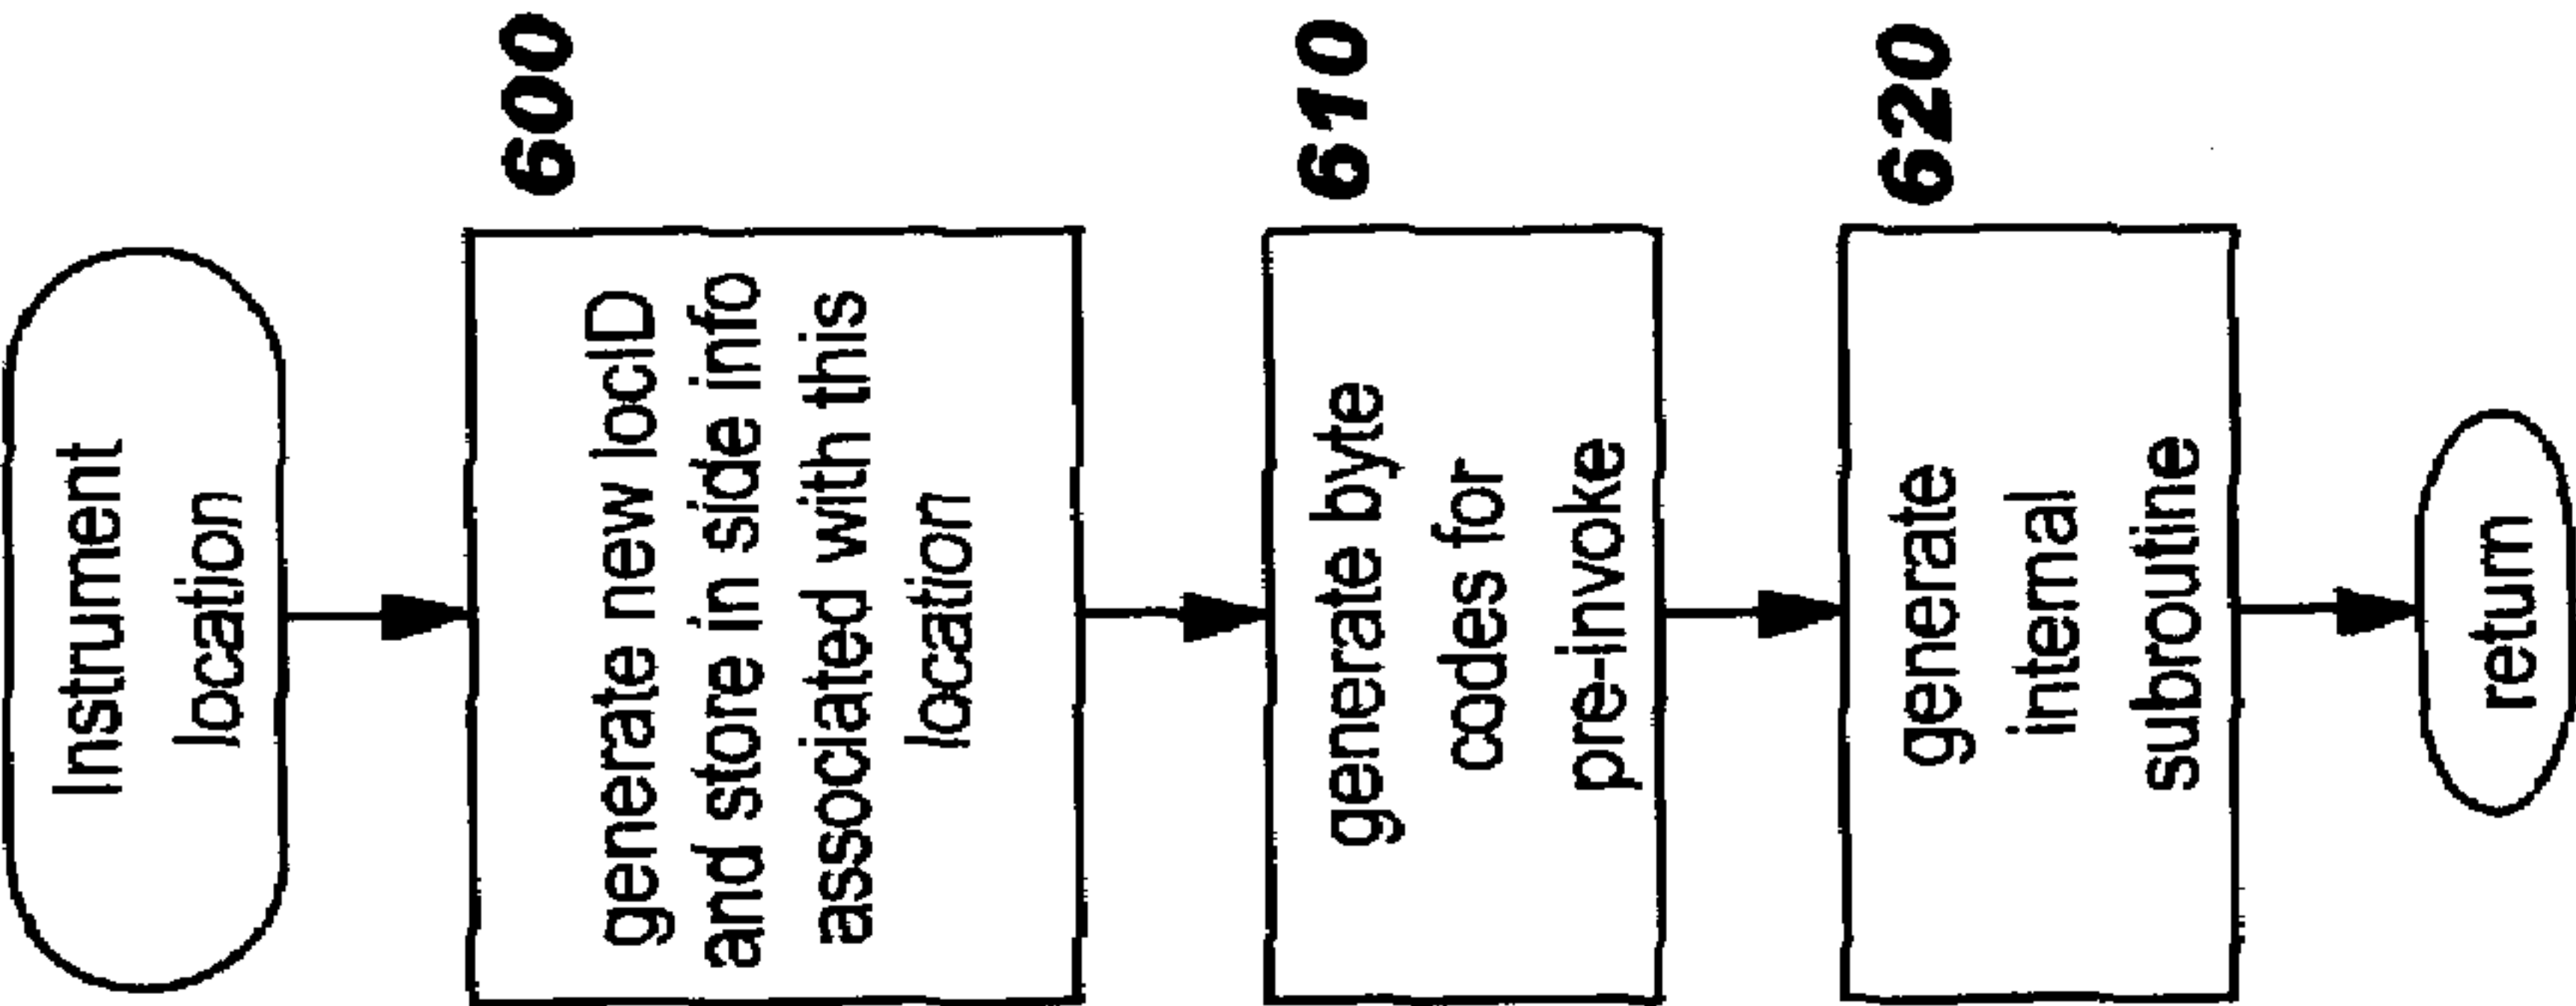 Instrument
location
600
generate new locID
and store in side info
associated with this
location
610
generate byte
codes for
pre-invoke
620
generate
internal
subroutine
return